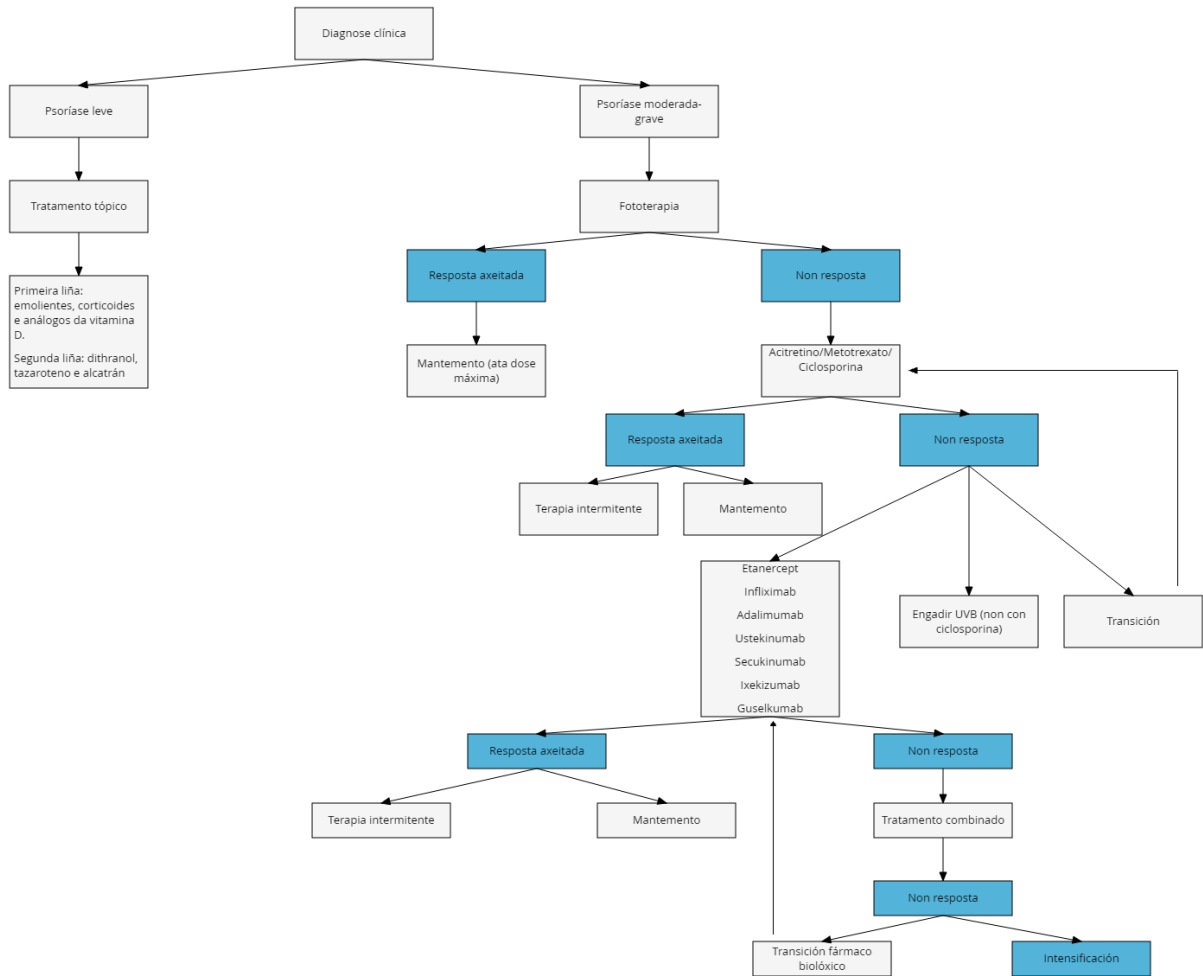 Diagnose clínica
Psoríase leve
Psoríase moderada-
grave
Tratamento tópico
Fototerapia
Resposta axeitada
Non resposta
Primeira liña:
emolientes, corticoides
e análogos da vitamina
D.
Segunda liña: dithranol,
tazaroteno e alcatrán
Mantemento (ata dose
máxima)
Acitretino/Metotrexato/
Ciclosporina
Resposta axeitada
Non resposta
Terapia intermitente
Mantemento
Etanercept
Infliximab
Adalimumab
Ustekinumab
Secukinumab
Ixekizumab
Guselkumab
Engadir UVB (non con
ciclosporina)
Transición
Resposta axeitada
Non resposta
Terapia intermitente
Mantemento
Tratamento combinado
Non resposta
Transición fármaco
biolóxico
Intensificación